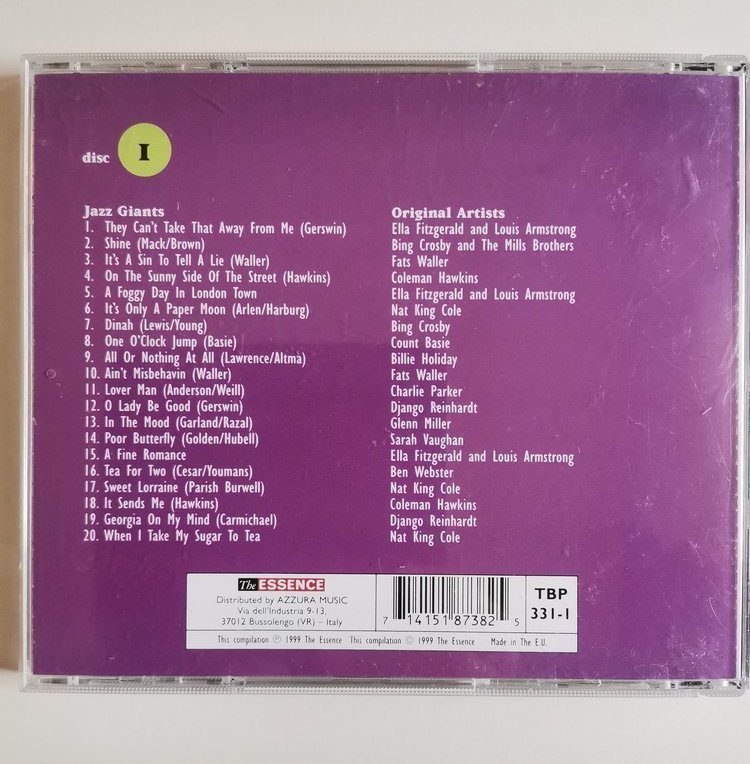 disc I
Jazz Giants Original Artists
1. They Can't Take That Away From Me (Gerswin) Ella Fitzgerald and Louis Armstrong
2. Shine (Mack/Brown) Bing Crosby and The Mills Brothers
3. It's A Sin To Tell A Lie (Waller) Fats Waller
4. On The Sunny Side Of The Street (Hawkins) Coleman Hawkins
5. A Foggy Day In London Town Ella Fitzgerald and Louis Armstrong
6. It's Only A Paper Moon (Arlen/Harburg) Nat King Cole
7. Dinah (Lewis/Young) Bing Crosby
8. One O'Clock Jump (Basie) Count Basie
9. All Or Nothing At All (Lawrence/Altma) Billie Holiday
10. Ain't Misbehavin (Waller) Fats Waller
11. Lover Man (Anderson/Weill) Charlie Parker
12. O Lady Be Good (Gerswin) Django Reinhardt
13. In The Mood (Garland/Razal) Glenn Miller
14. Poor Butterfly (Golden/Hubell) Sarah Vaughan
15. A Fine Romance Ella Fitzgerald and Louis Armstrong
16. Tea For Two (Cesar/Youmans) Ben Webster
17. Sweet Lorraine (Parish Burwell) Nat King Cole
18. It Sends Me (Hawkins) Coleman Hawkins
19. Georgia On My Mind (Carmichael) Django Reinhardt
20. When I Take My Sugar To Tea Nat King Cole
The ESSENCE
Distributed by AZZURA MUSIC
Via dell'Industria 9-13.
37012 Bussolengo (VR) – Italy
7 14151 87382 5
TBP
331-1
This compilation ℗ 1999 The Essence This compilation © 1999 The Essence Made in The E.U.